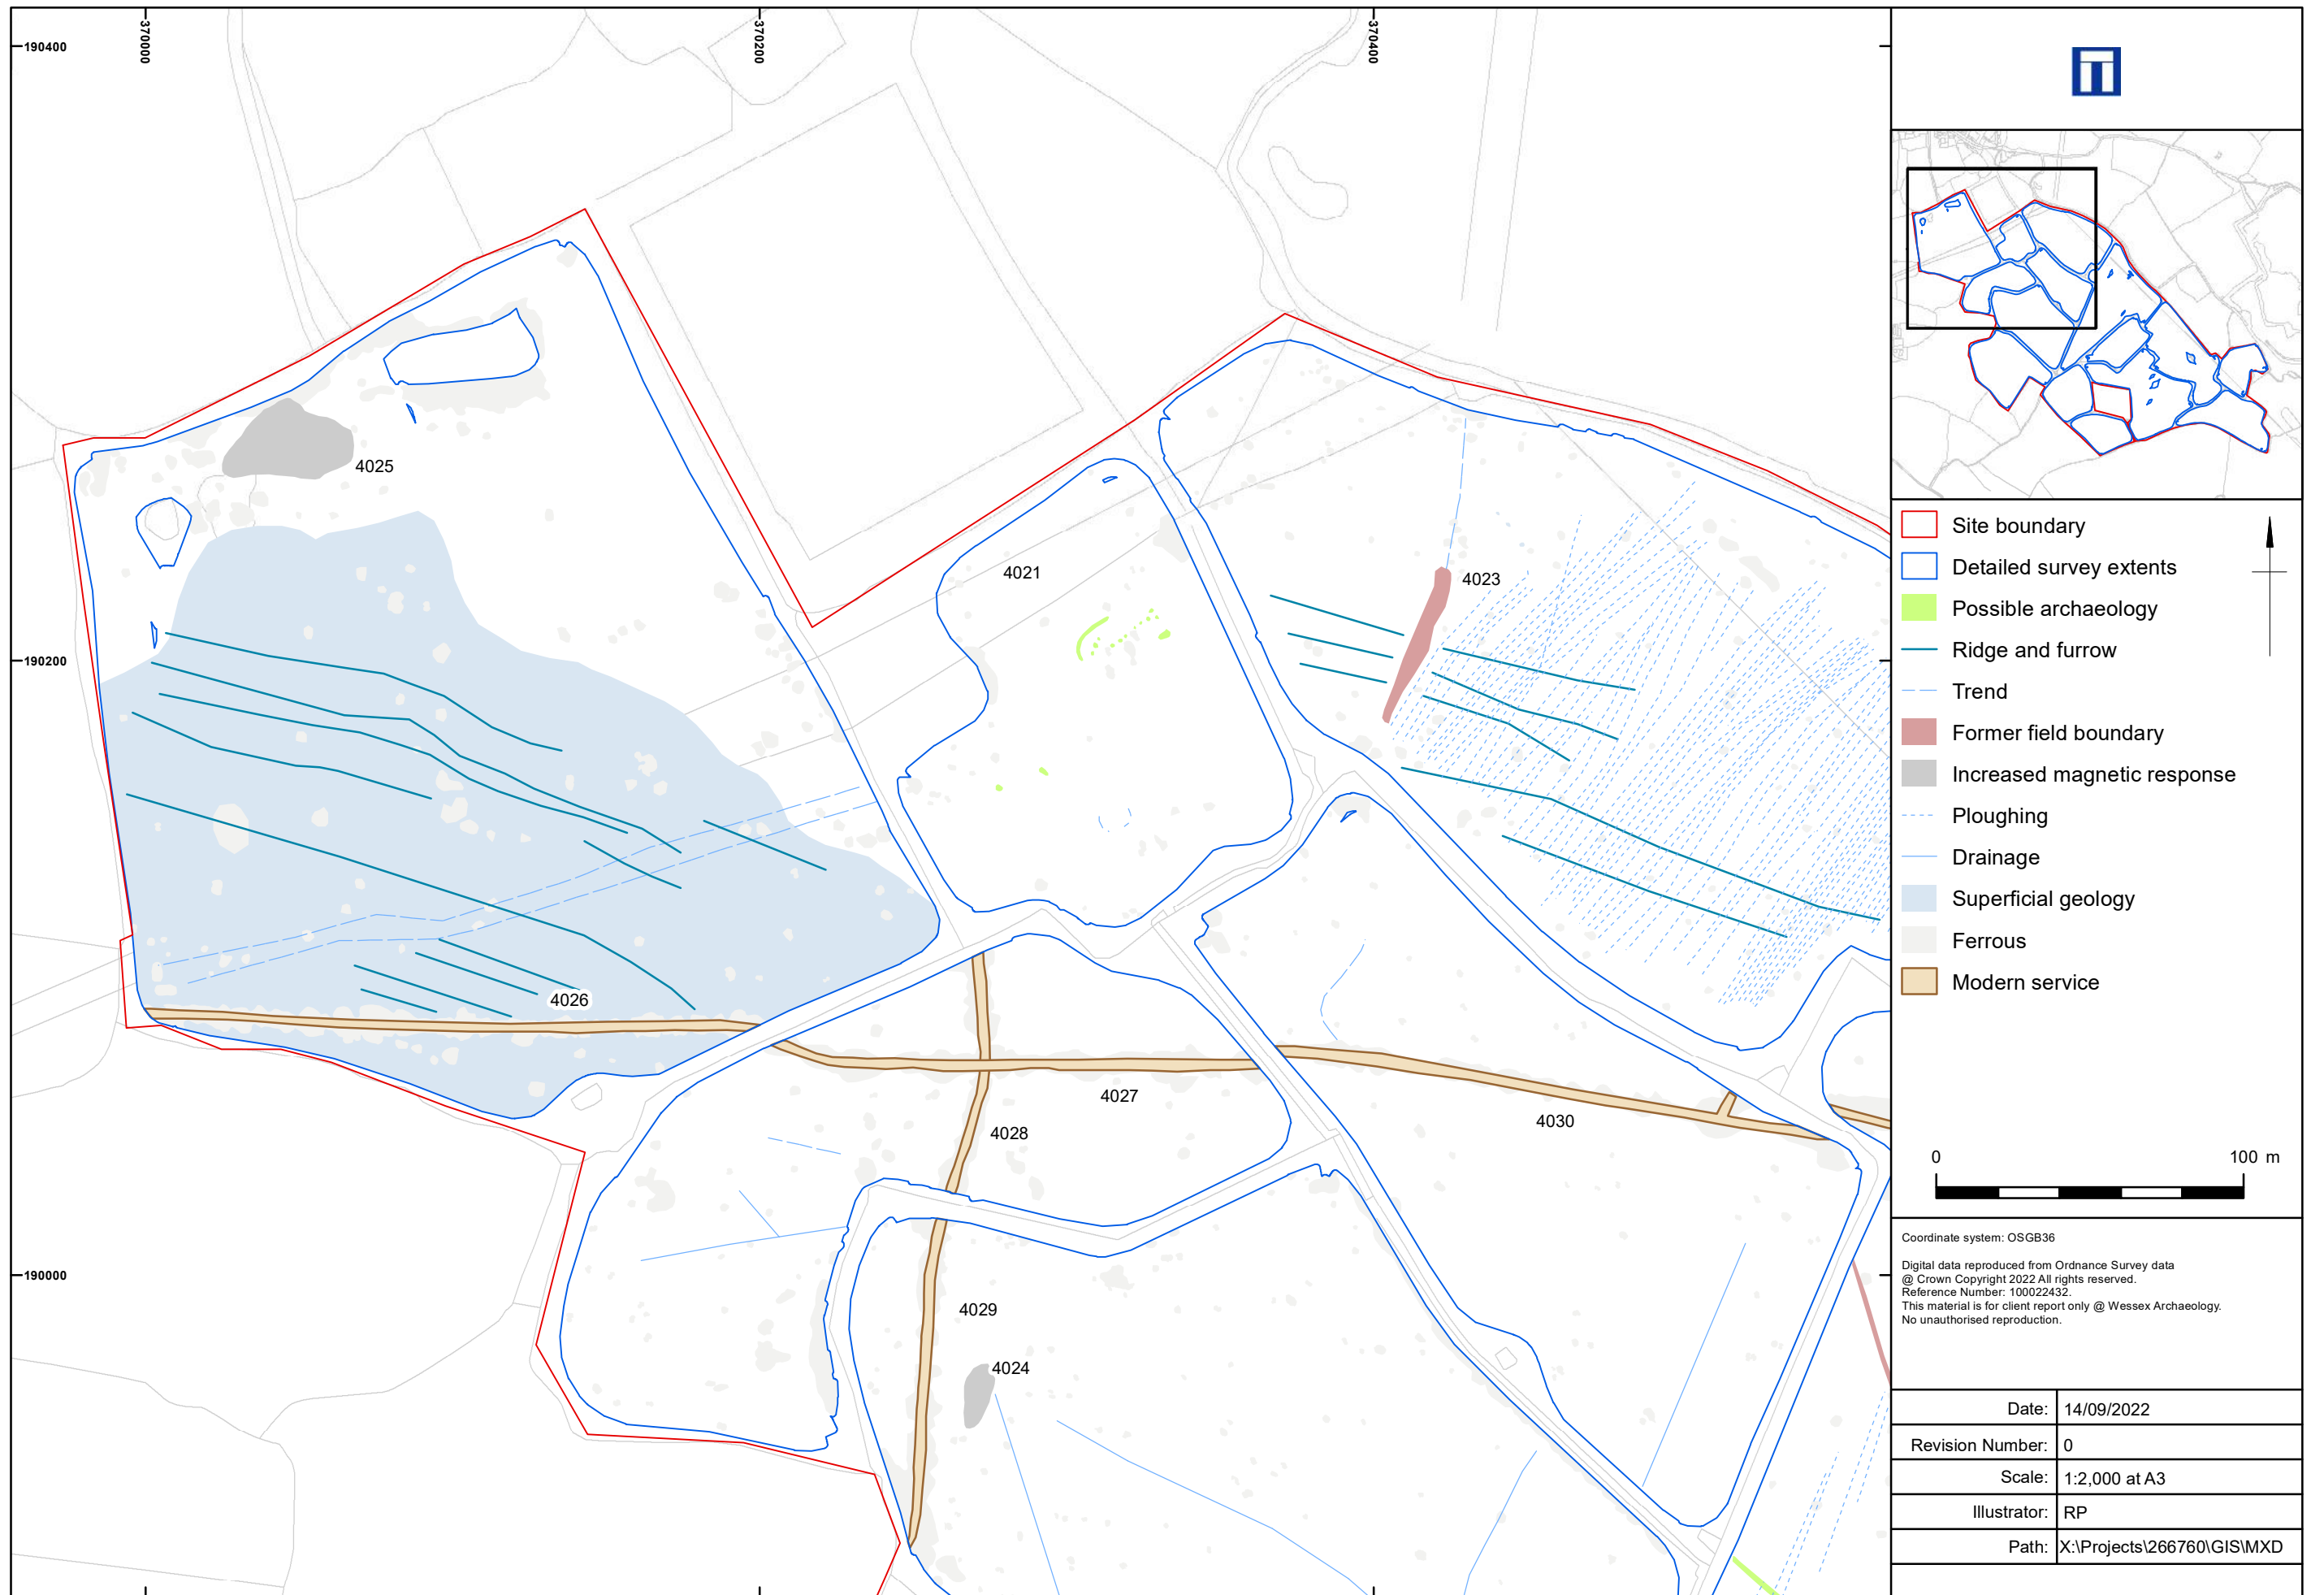 370000
370200
370400
190400
190200
190000
4025
4021
4023
4026
4027
4028
4030
4029
4024
Site boundary
Detailed survey extents
Possible archaeology
Ridge and furrow
Trend
Former field boundary
Increased magnetic response
Ploughing
Drainage
Superficial geology
Ferrous
Modern service
0 100 m
Coordinate system: OSGB36
Digital data reproduced from Ordnance Survey data
@ Crown Copyright 2022 All rights reserved.
Reference Number: 100022432.
This material is for client report only @ Wessex Archaeology.
No unauthorised reproduction.
Date: 14/09/2022
Revision Number: 0
Scale: 1:2,000 at A3
Illustrator: RP
Path: X:\Projects\266760\GIS\MXD